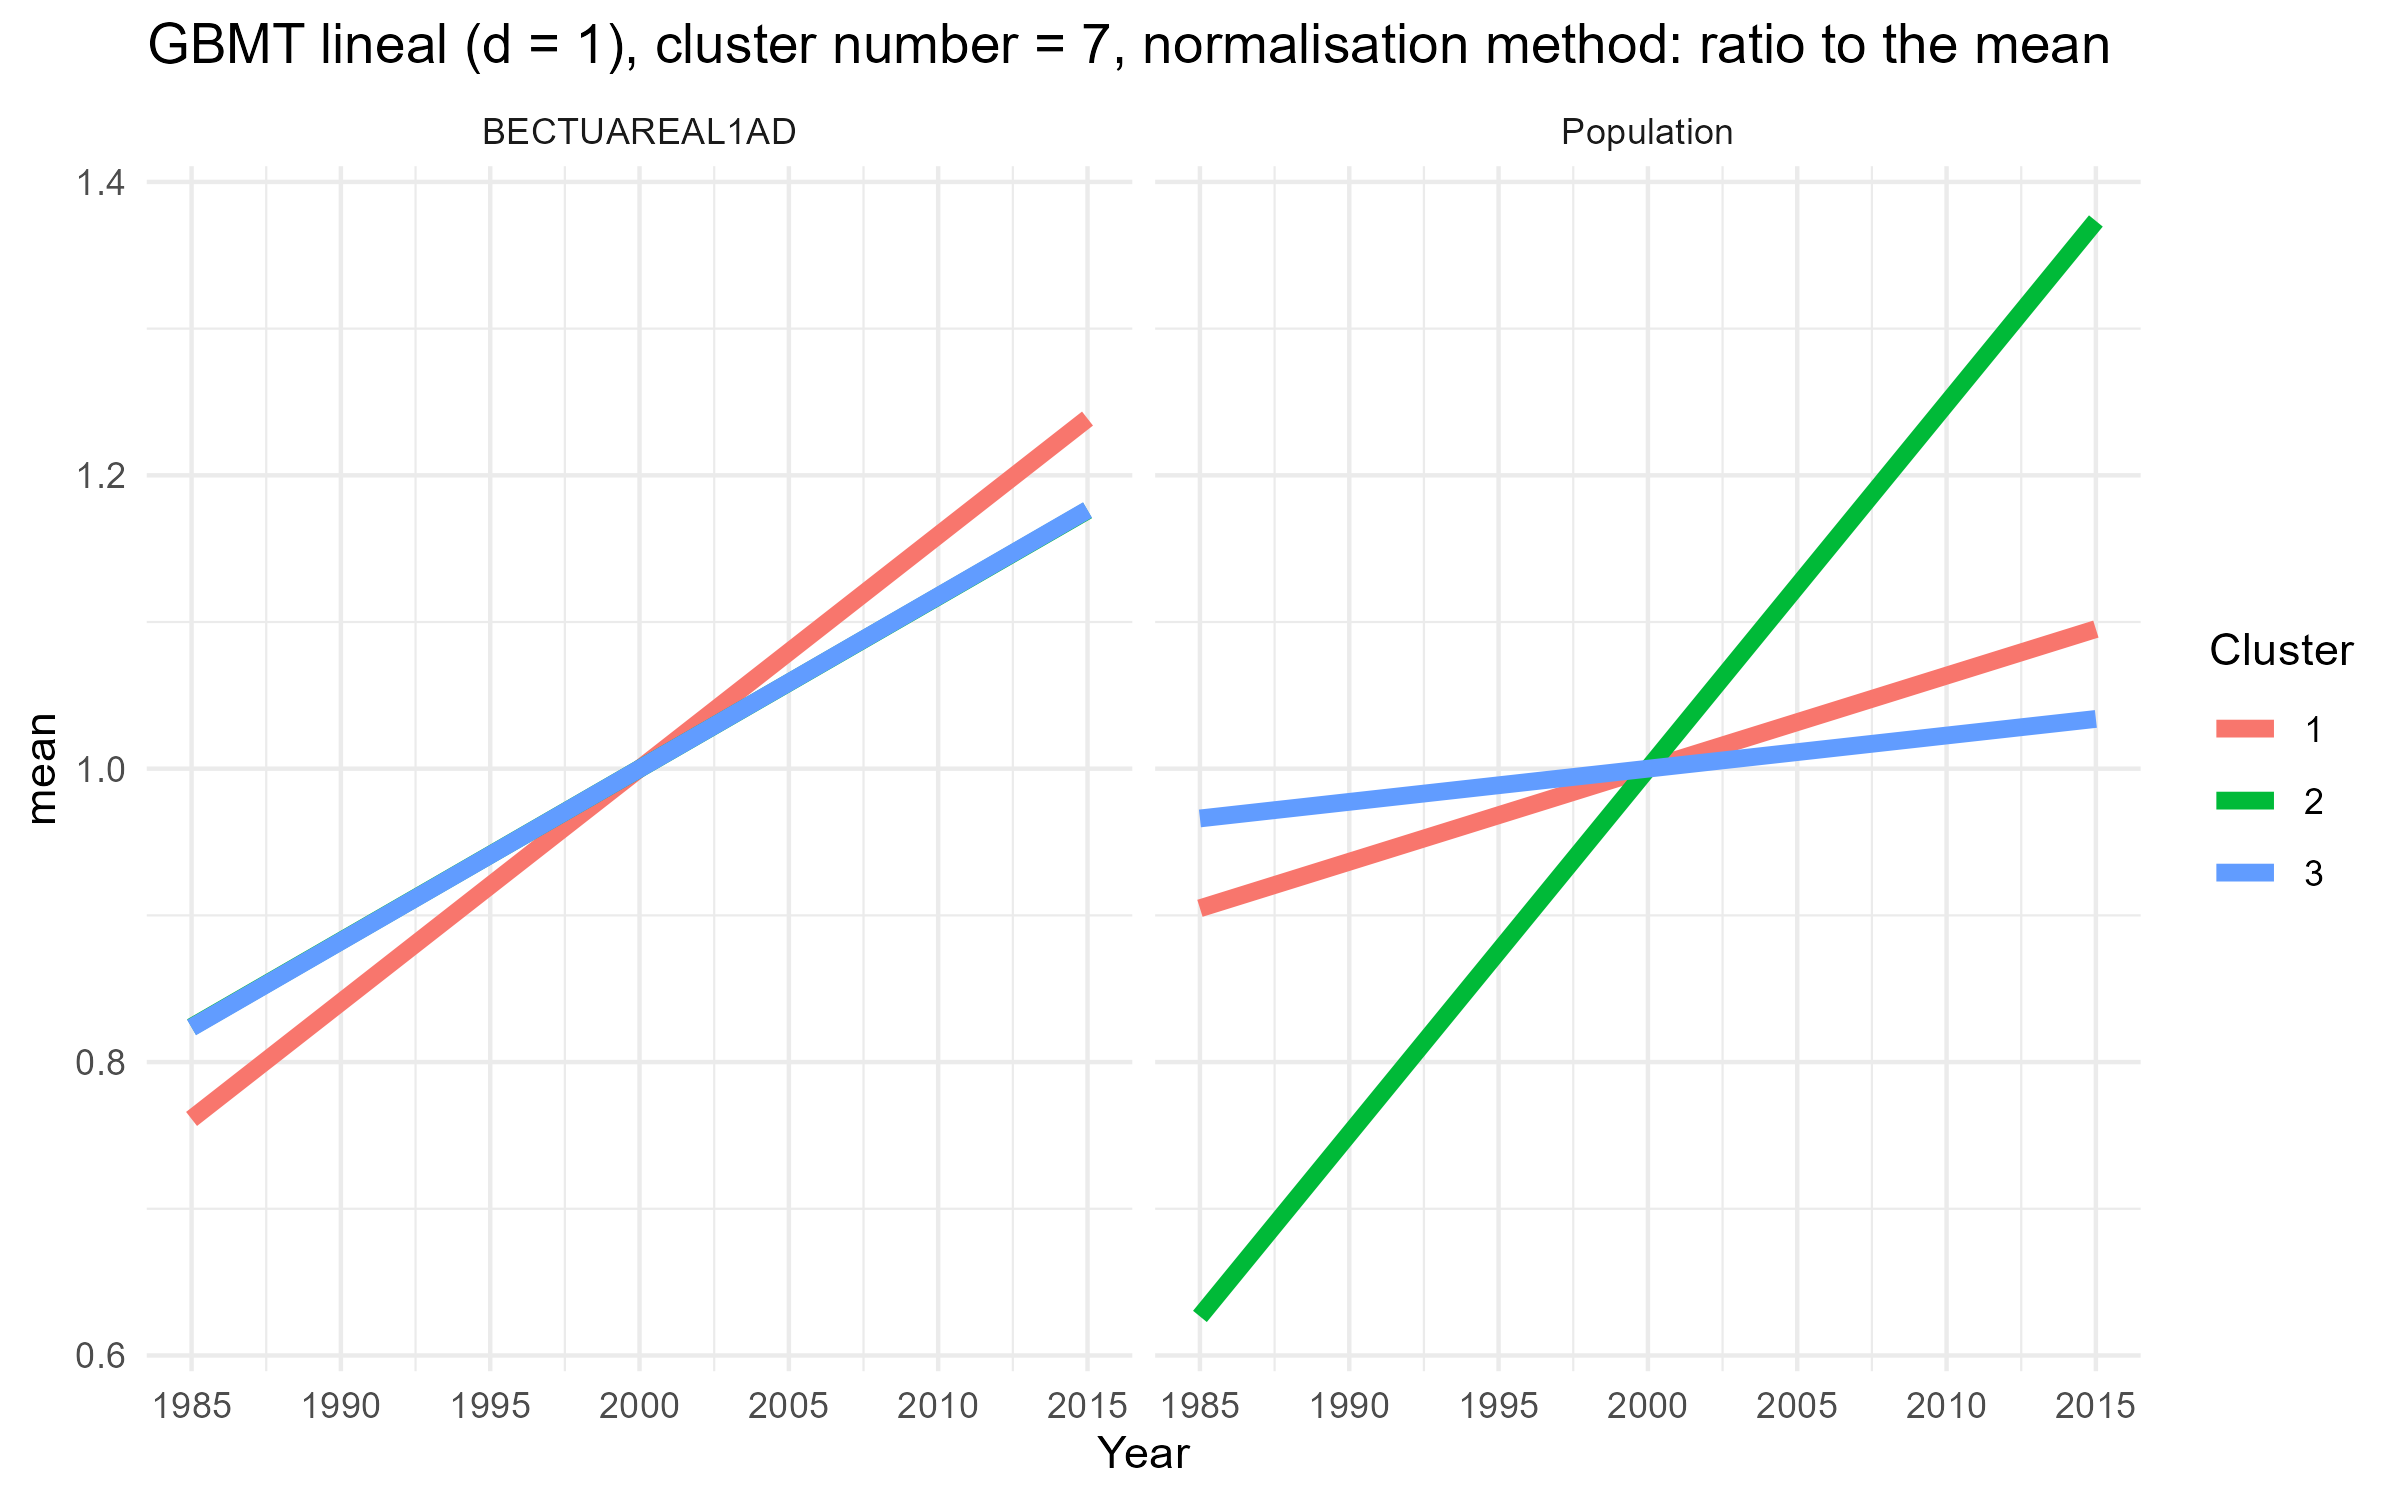 GBMT lineal (d = 1), cluster number = 7, normalisation method: ratio to the mean
BECTUAREAL1AD
Population
1.4
1.2
1.0
0.8
0.6
mean
1985 1990 1995 2000 2005 2010 2015
1985 1990 1995 2000 2005 2010 2015
Year
Cluster
1
2
3